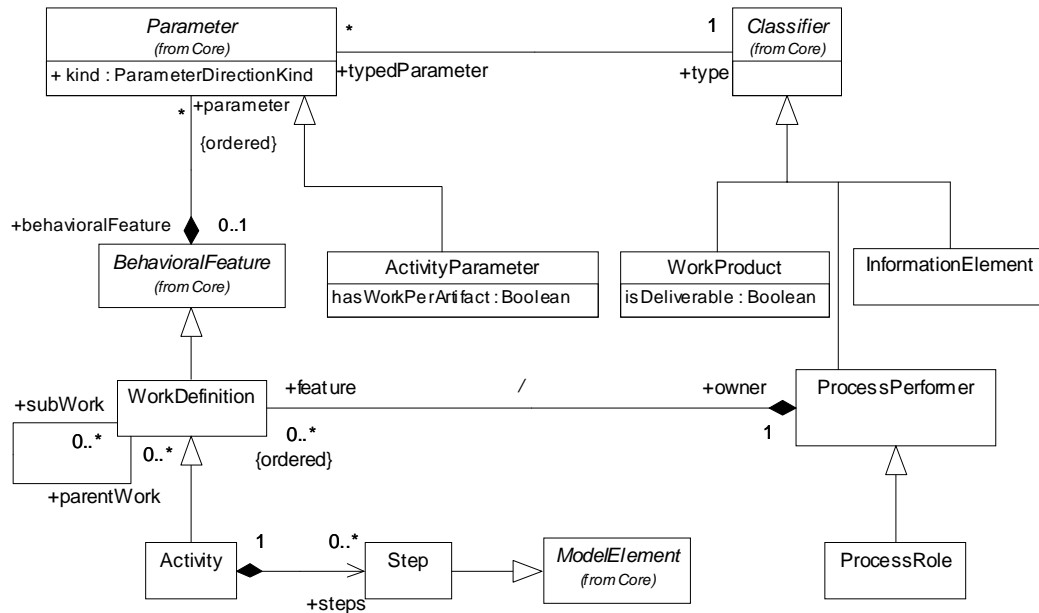 Parameter
(from Core)
+ kind : ParameterDirectionKind
*
1
Classifier
(from Core)
+typedParameter
+type
*
+parameter
{ordered}
+behavioralFeature
0..1
BehavioralFeature
(from Core)
ActivityParameter
hasWorkPerArtifact : Boolean
WorkProduct
isDeliverable : Boolean
InformationElement
+subWork
WorkDefinition
+feature
/
+owner
ProcessPerformer
0..*
0..*
0..*
1
{ordered}
+parentWork
Activity
1
0..*
Step
+steps
ModelElement
(from Core)
ProcessRole